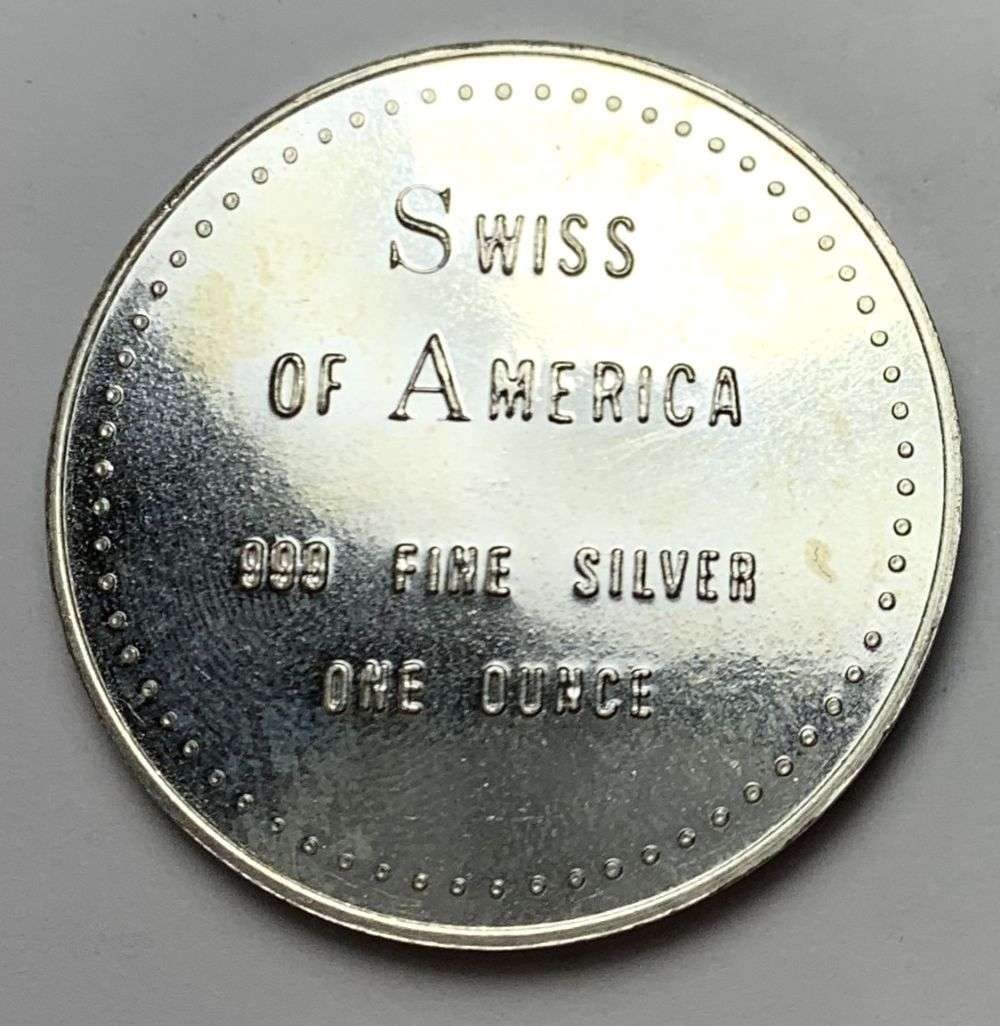 Swiss
OF AMERICA
999 FINE SILVER
ONE OUNCE